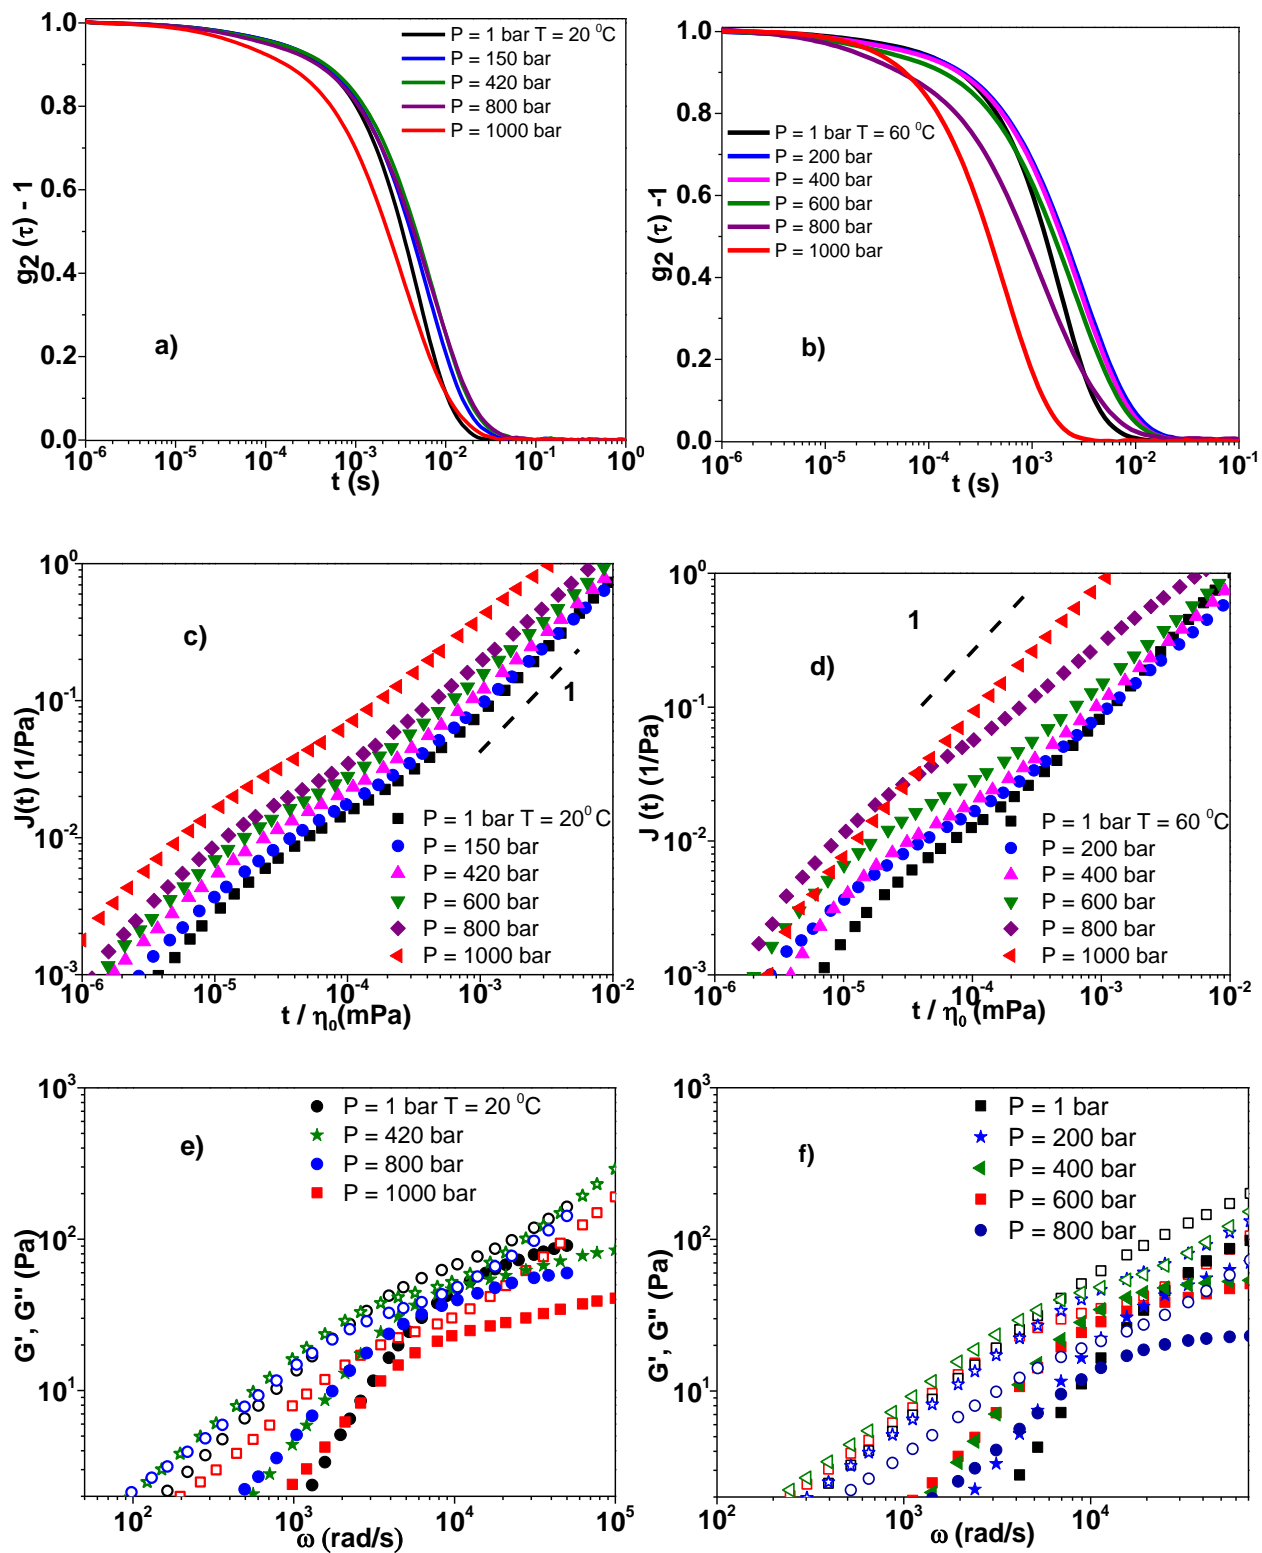 1.0
0.8
0.6
0.4
0.2
0.0
g₂ (τ) - 1
P = 1 bar T = 20 ⁰C
P = 150 bar
P = 420 bar
P = 800 bar
P = 1000 bar
a)
10⁻⁶ 10⁻⁵ 10⁻⁴ 10⁻³ 10⁻² 10⁻¹ 10⁰
t (s)
1.0
0.8
0.6
0.4
0.2
0.0
g₂ (τ) -1
P = 1 bar T = 60 ⁰C
P = 200 bar
P = 400 bar
P = 600 bar
P = 800 bar
P = 1000 bar
b)
10⁻⁶ 10⁻⁵ 10⁻⁴ 10⁻³ 10⁻² 10⁻¹
t (s)
10⁰
10⁻¹
10⁻²
10⁻³
J(t) (1/Pa)
c)
1
P = 1 bar T = 20⁰C
P = 150 bar
P = 420 bar
P = 600 bar
P = 800 bar
P = 1000 bar
10⁻⁶ 10⁻⁵ 10⁻⁴ 10⁻³ 10⁻²
t / η₀(mPa)
10⁰
10⁻¹
10⁻²
10⁻³
J (t) (1/Pa)
1
d)
P = 1 bar T = 60 ⁰C
P = 200 bar
P = 400 bar
P = 600 bar
P = 800 bar
P = 1000 bar
10⁻⁶ 10⁻⁵ 10⁻⁴ 10⁻³ 10⁻²
t / η₀ (mPa)
10³
10²
10¹
G', G'' (Pa)
e)
P = 1 bar T = 20 ⁰C
P = 420 bar
P = 800 bar
P = 1000 bar
10² 10³ 10⁴ 10⁵
ω (rad/s)
10³
10²
10¹
G', G'' (Pa)
f)
P = 1 bar
P = 200 bar
P = 400 bar
P = 600 bar
P = 800 bar
10² 10³ 10⁴
ω (rad/s)